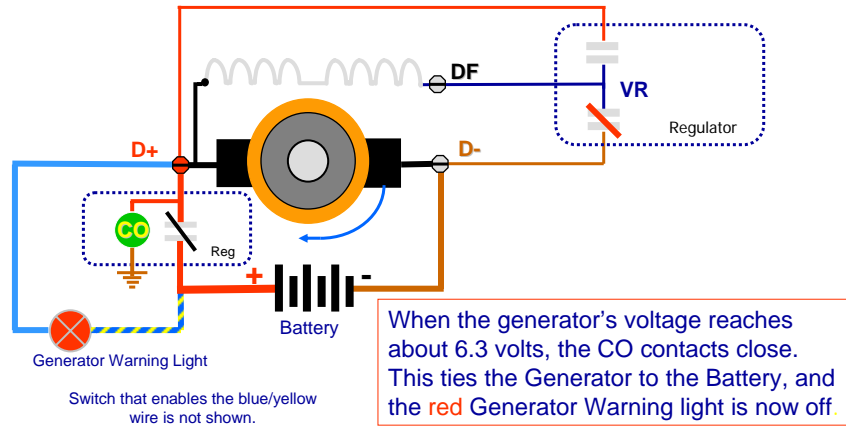 DF
VR
Regulator
D+
D-
CO
Reg
+
-
Battery
Generator Warning Light
Switch that enables the blue/yellow
wire is not shown.
When the generator's voltage reaches
about 6.3 volts, the CO contacts close.
This ties the Generator to the Battery, and
the red Generator Warning light is now off.